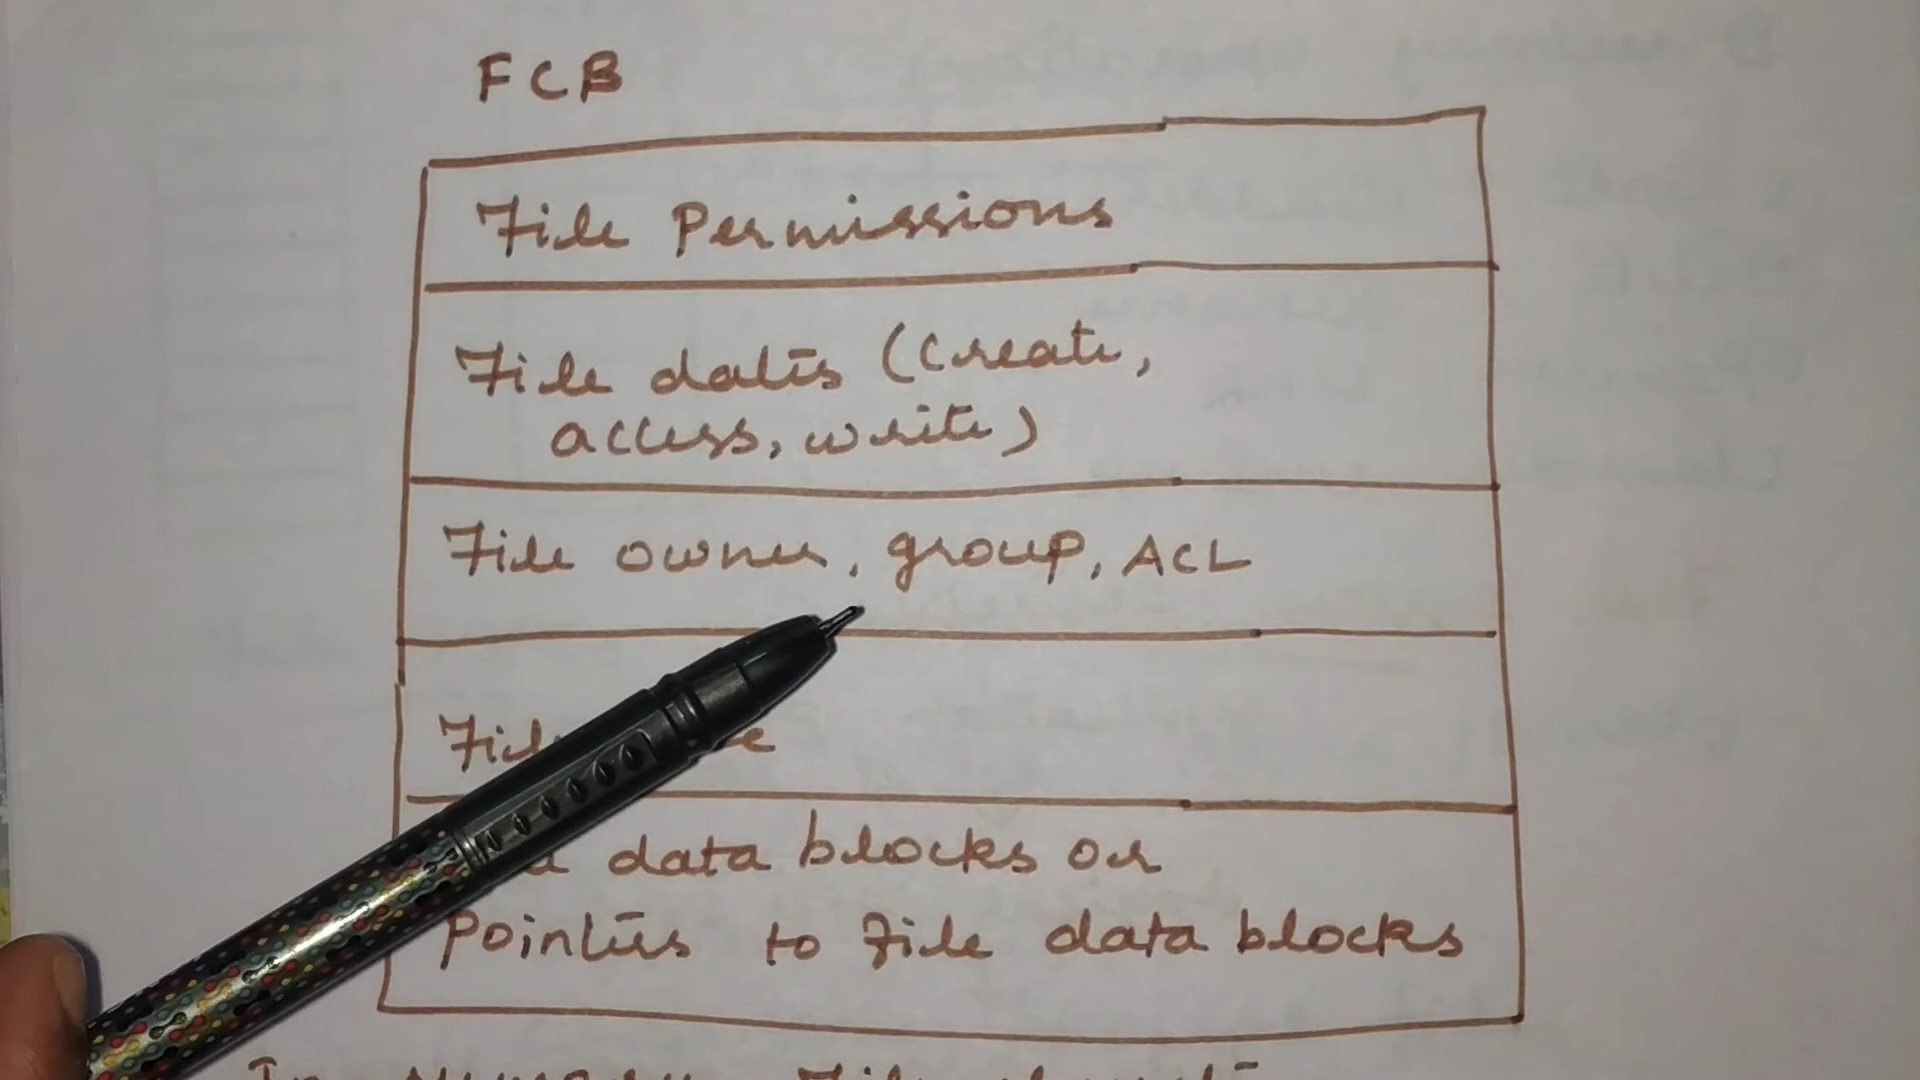 FCB
File Permissions
File dates (create,
access, write)
File owner, group, ACL
File
data blocks or
Pointers to File data blocks